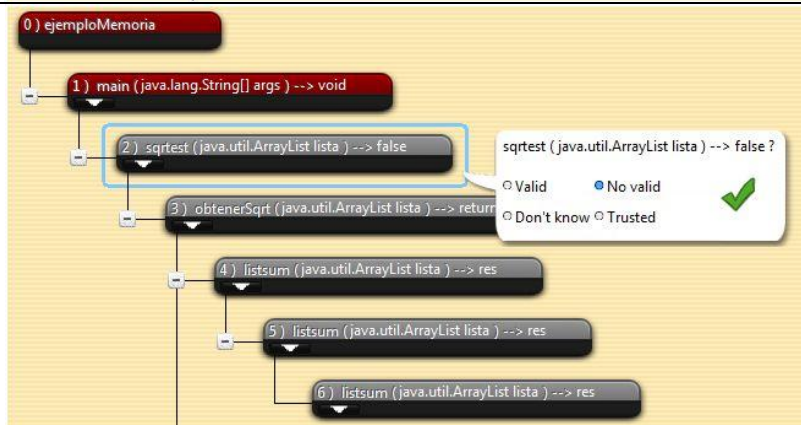 0 ) ejemploMemoria
1 ) main ( java.lang.String[] args ) --> void
2 ) sqrtest ( java.util.ArrayList lista ) --> false
sqrtest ( java.util.ArrayList lista ) --> false ?
Valid No valid
Don't know Trusted
3 ) obtenerSqrt ( java.util.ArrayList lista ) --> return
4 ) listsum ( java.util.ArrayList lista ) --> res
5 ) listsum ( java.util.ArrayList lista ) --> res
6 ) listsum ( java.util.ArrayList lista ) --> res